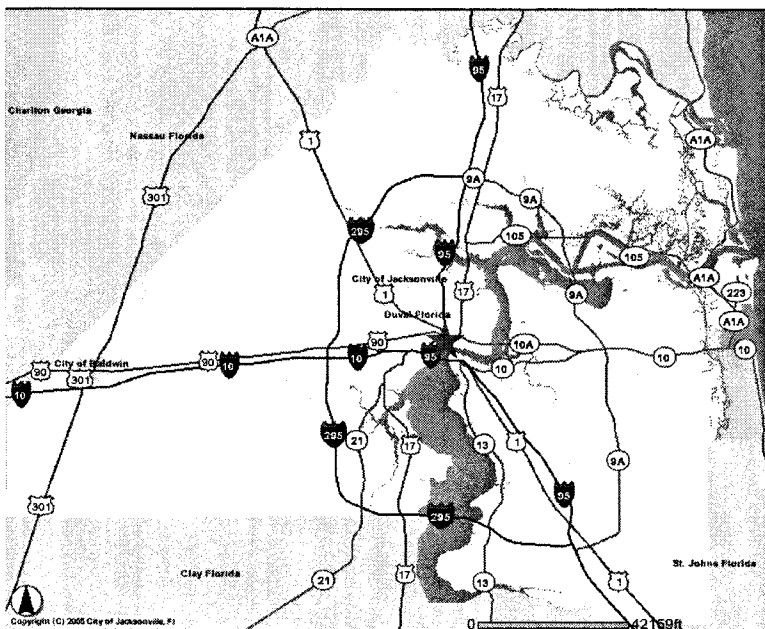 A1A
95
17
Charlton Georgia
Nassau Florida
1
A1A
301
9A
9A
295
105
95
105
City of Jacksonville
A1A
1
17
9A
223
Duval Florida
A1A
90
10A
90
City of Baldwin
90
10
95
10
10
301
10
10
10
10
295
21
17
13
1
9A
301
95
295
St. Johns Florida
Clay Florida
21
17
13
1
Copyright (C) 2005 City of Jacksonville, Fl
0 42159ft